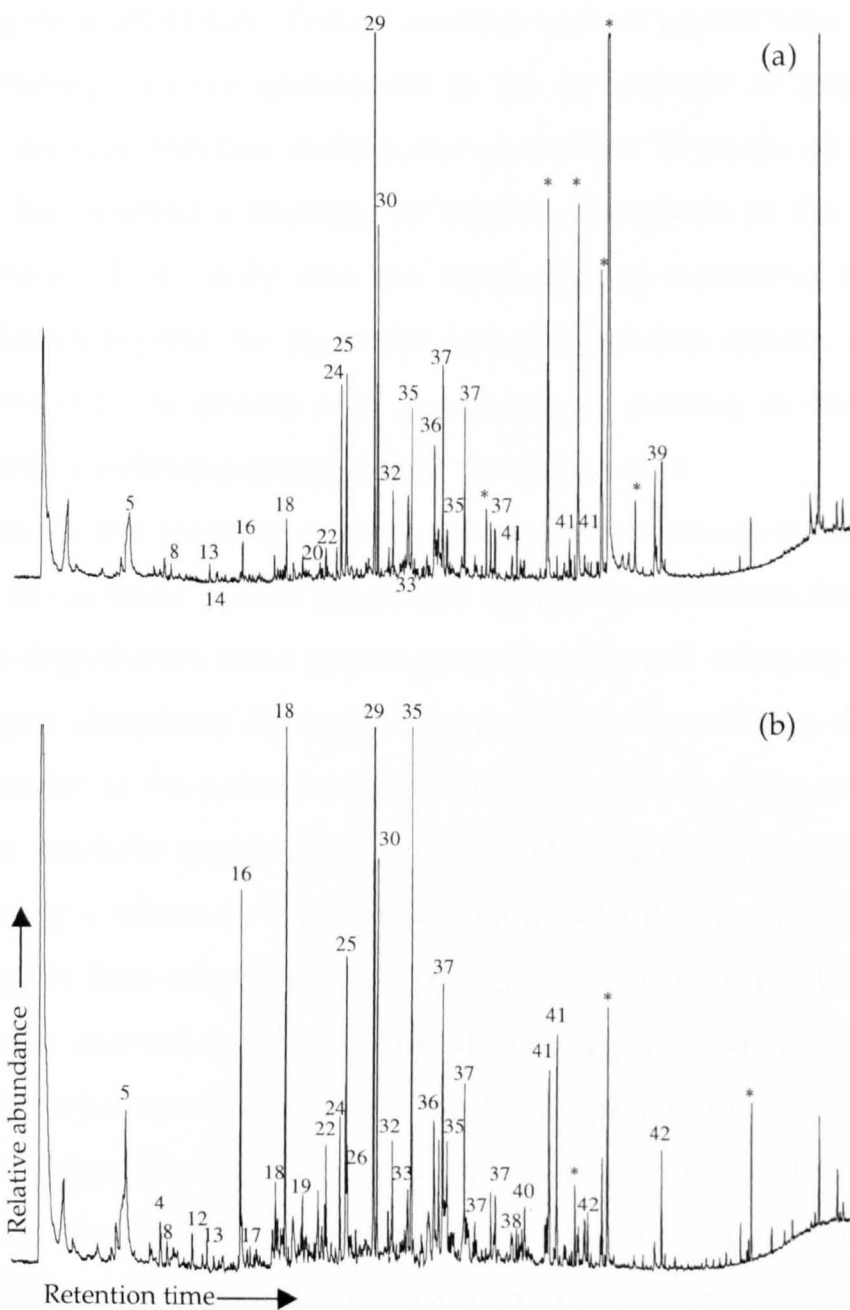 29 * (a)
30 * *
*
25 37
24 35 37
36
32 39
5 18 * 37 *
16 35
8 13 20 22 41 41 41
14 33
18 29 35 (b)
30
16
25 37 *
41
41
5 37
24 36 *
22 32 35 42
26 *
18 33
4 19 37 40 42
12 37
8 13 17 38
Relative abundance
Retention time